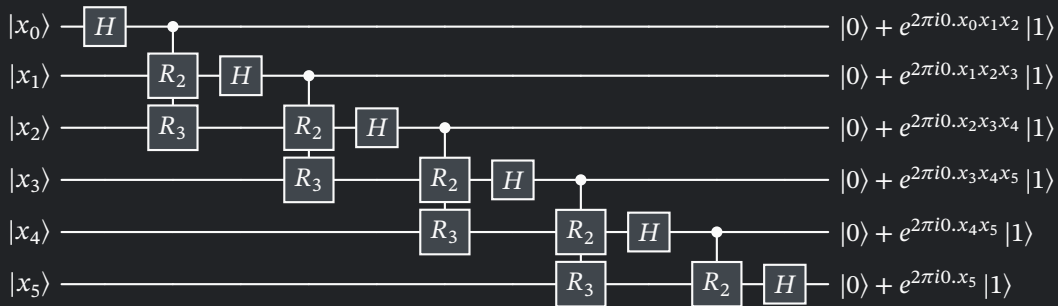 |x₀⟩ H |0⟩ + e^{2πi0.x₀x₁x₂} |1⟩
|x₁⟩ R₂ H |0⟩ + e^{2πi0.x₁x₂x₃} |1⟩
|x₂⟩ R₃ R₂ H |0⟩ + e^{2πi0.x₂x₃x₄} |1⟩
|x₃⟩ R₃ R₂ H |0⟩ + e^{2πi0.x₃x₄x₅} |1⟩
|x₄⟩ R₃ R₂ H |0⟩ + e^{2πi0.x₄x₅} |1⟩
|x₅⟩ R₃ R₂ H |0⟩ + e^{2πi0.x₅} |1⟩